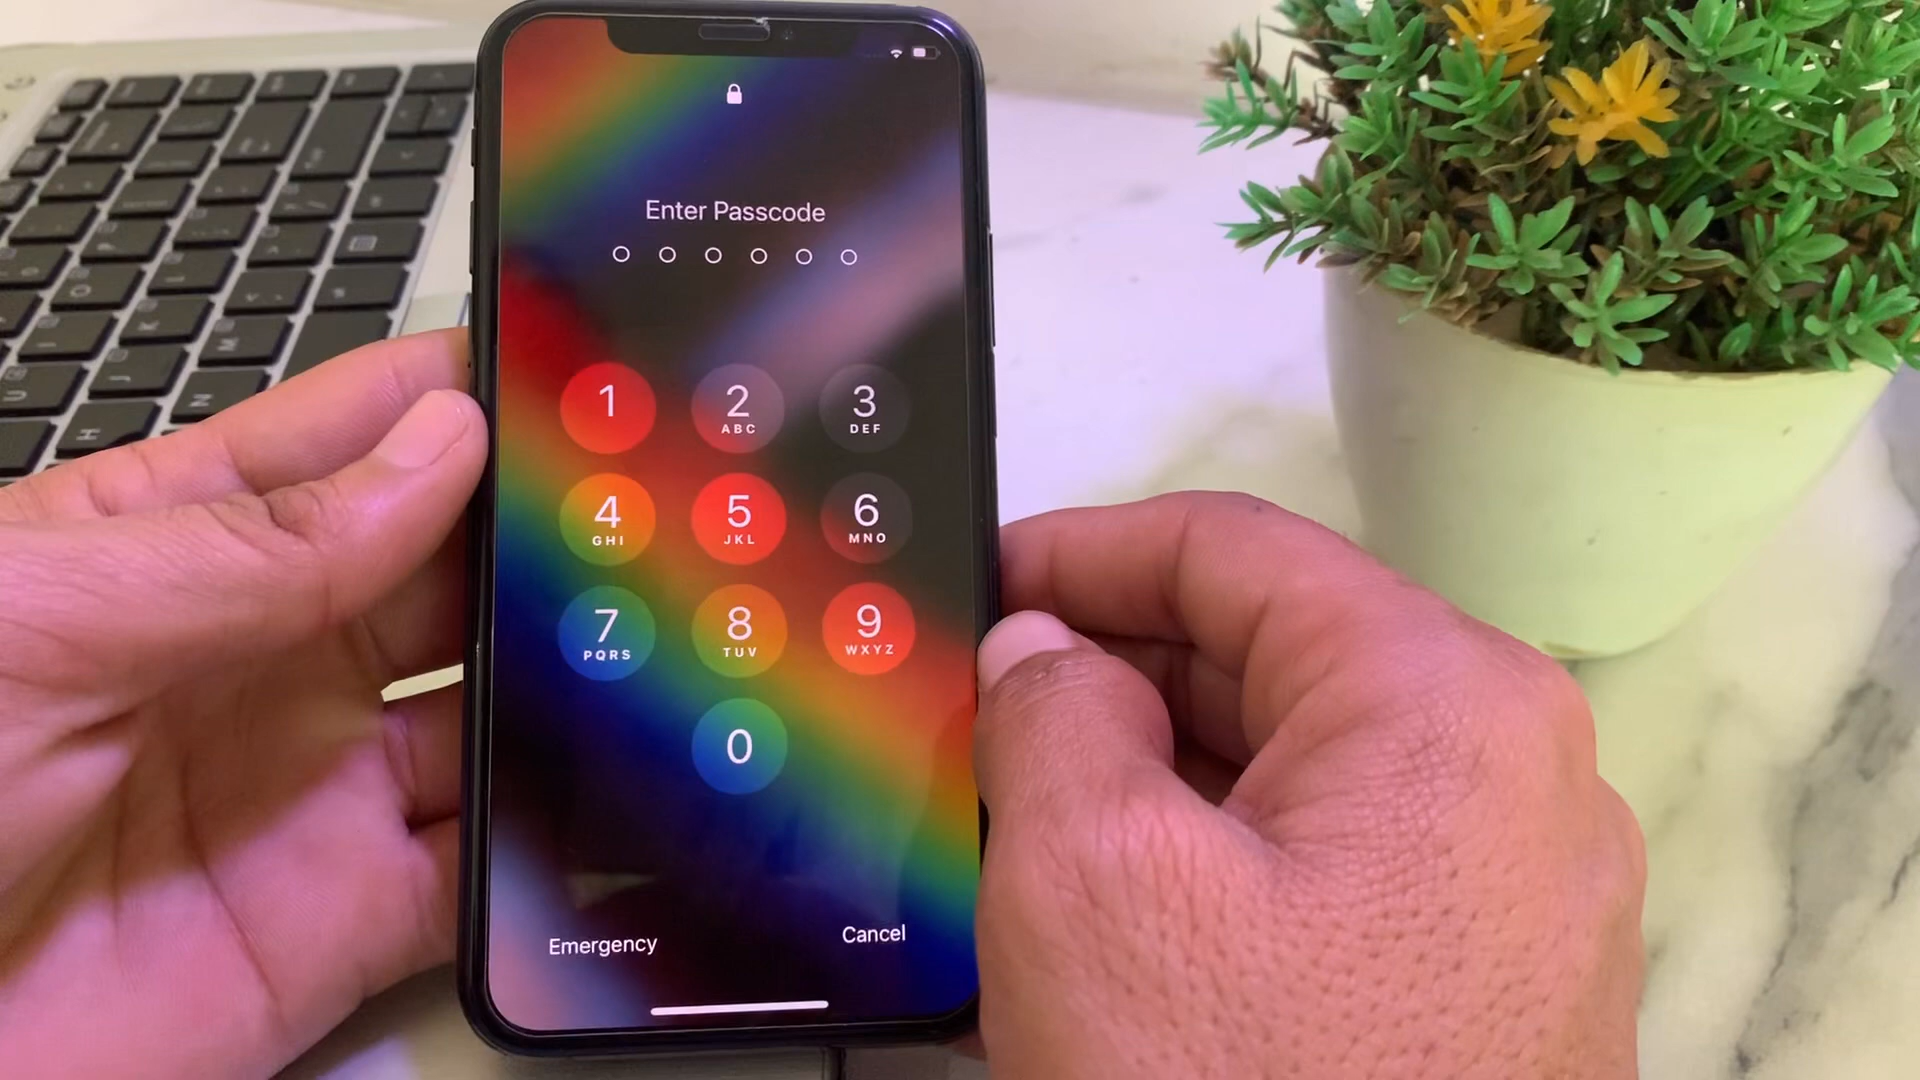 Enter Passcode
1
2
ABC
3
DEF
4
GHI
5
JKL
6
MNO
7
PQRS
8
TUV
9
WXYZ
0
Emergency
Cancel